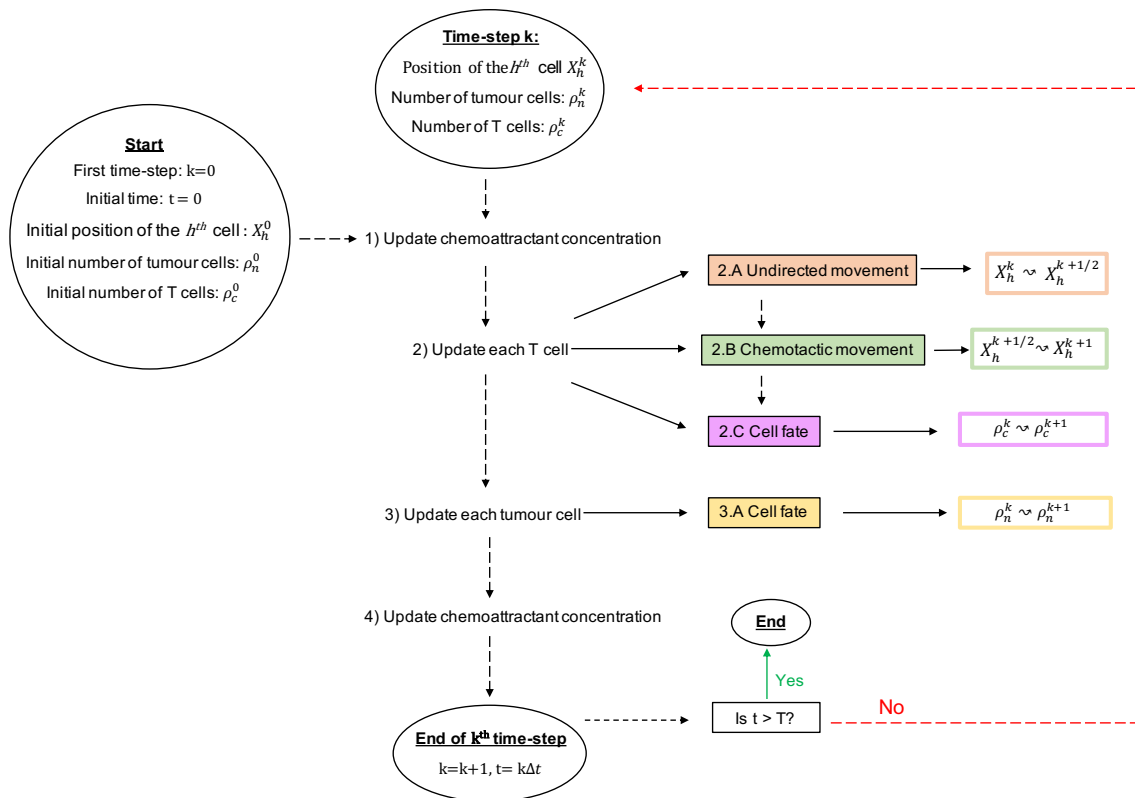 Time-step k:
Position of the h^{th} cell X_h^k
Number of tumour cells: ρ_n^k
Number of T cells: ρ_c^k
Start
First time-step: k=0
Initial time: t = 0
Initial position of the h^{th} cell : X_h^0
Initial number of tumour cells: ρ_n^0
Initial number of T cells: ρ_c^0
1) Update chemoattractant concentration
2.A Undirected movement
X_h^k ⤳ X_h^{k+1/2}
2) Update each T cell
2.B Chemotactic movement
X_h^{k+1/2} ⤳ X_h^{k+1}
2.C Cell fate
ρ_c^k ⤳ ρ_c^{k+1}
3) Update each tumour cell
3.A Cell fate
ρ_n^k ⤳ ρ_n^{k+1}
4) Update chemoattractant concentration
End
Yes
Is t > T?
No
End of k^{th} time-step
k=k+1, t= kΔt